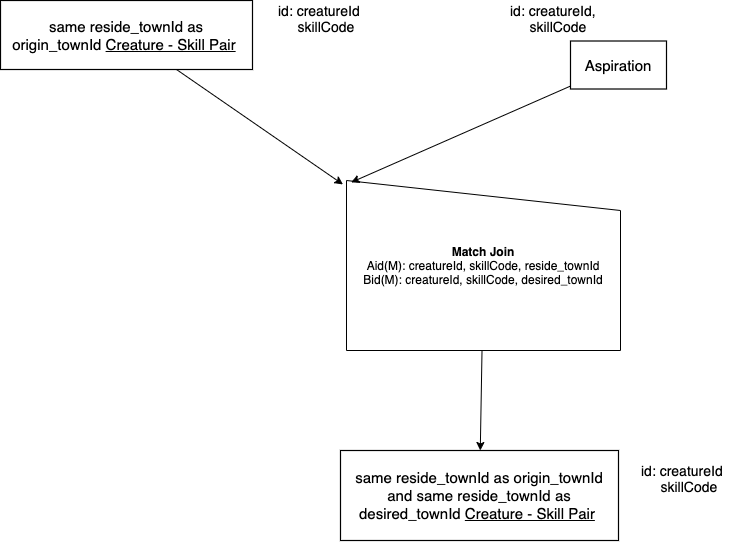 same reside_townId as
origin_townId Creature - Skill Pair
id: creatureId
skillCode
id: creatureId,
skillCode
Aspiration
Match Join
Aid(M): creatureId, skillCode, reside_townId
Bid(M): creatureId, skillCode, desired_townId
same reside_townId as origin_townId
and same reside_townId as
desired_townId Creature - Skill Pair
id: creatureId
skillCode